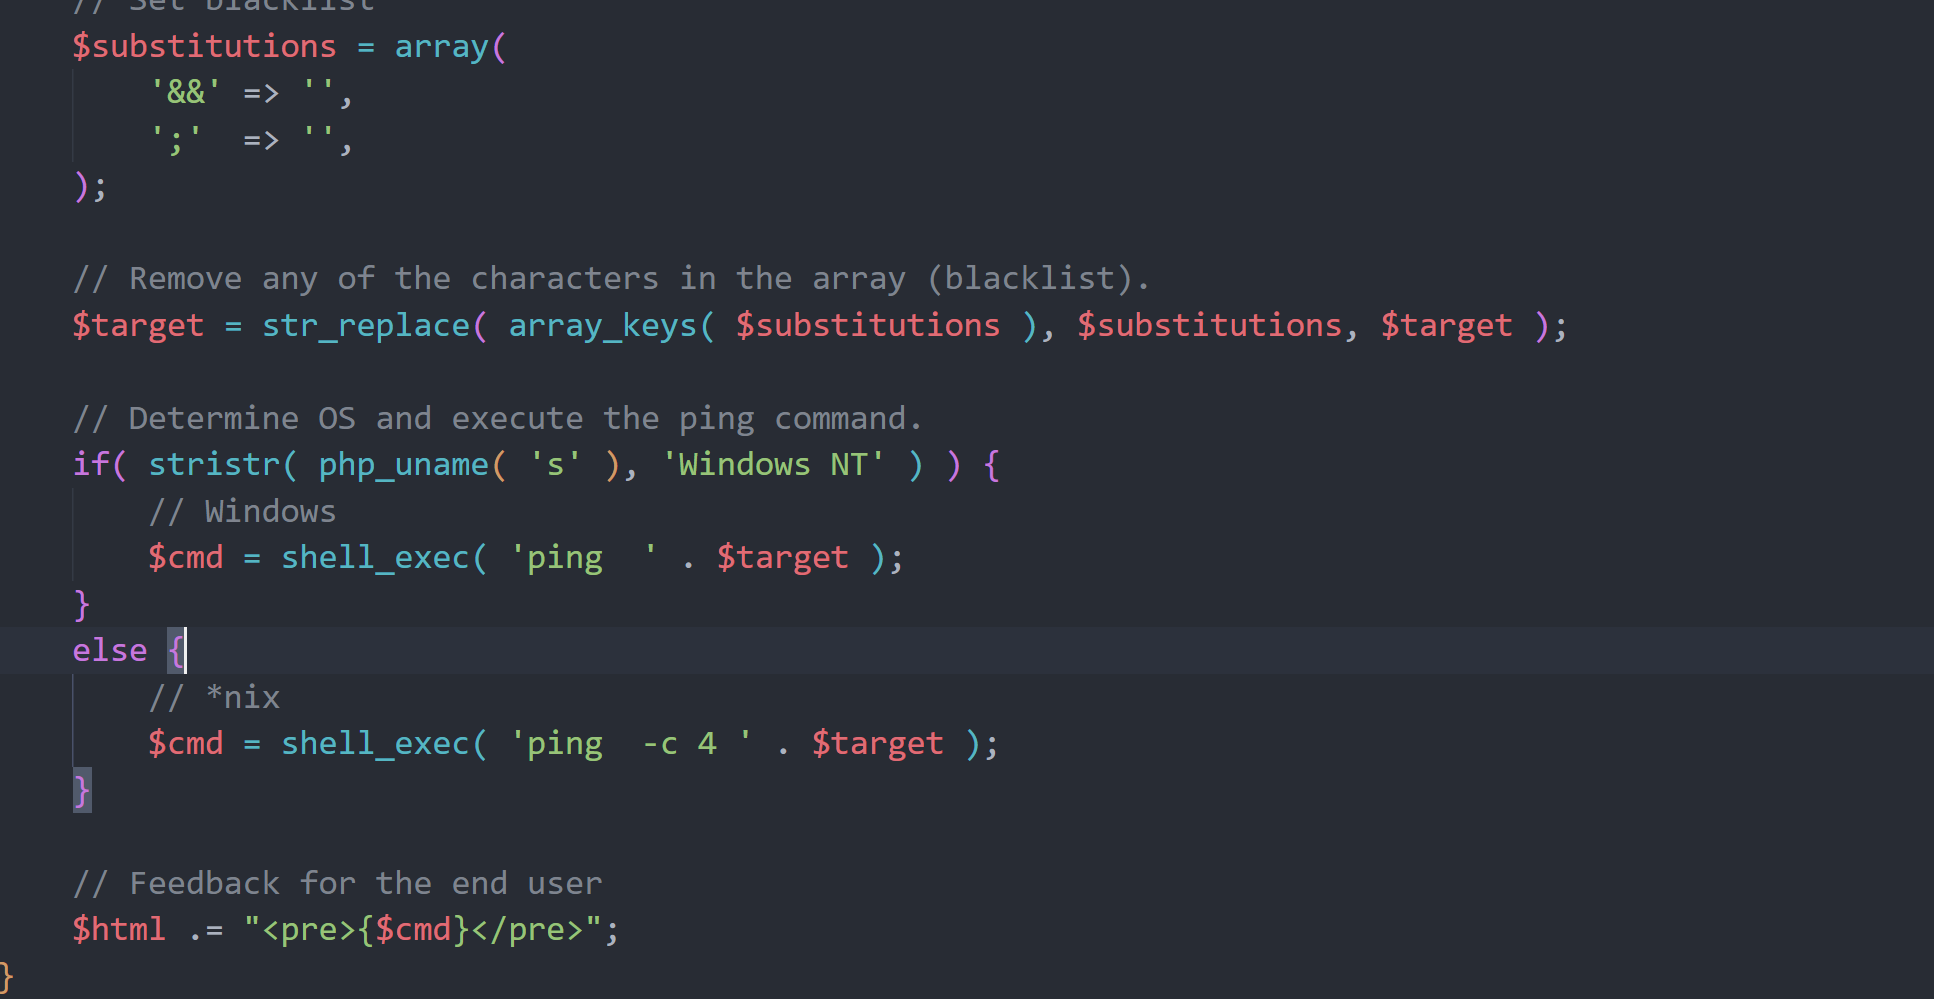 // Set blacklist
$substitutions = array(
    '&&' => '',
    ';'  => '',
);
// Remove any of the characters in the array (blacklist).
$target = str_replace( array_keys( $substitutions ), $substitutions, $target );
// Determine OS and execute the ping command.
if( stristr( php_uname( 's' ), 'Windows NT' ) ) {
    // Windows
    $cmd = shell_exec( 'ping  ' . $target );
}
else {
    // *nix
    $cmd = shell_exec( 'ping  -c 4 ' . $target );
}
// Feedback for the end user
$html .= "<pre>{$cmd}</pre>";
}